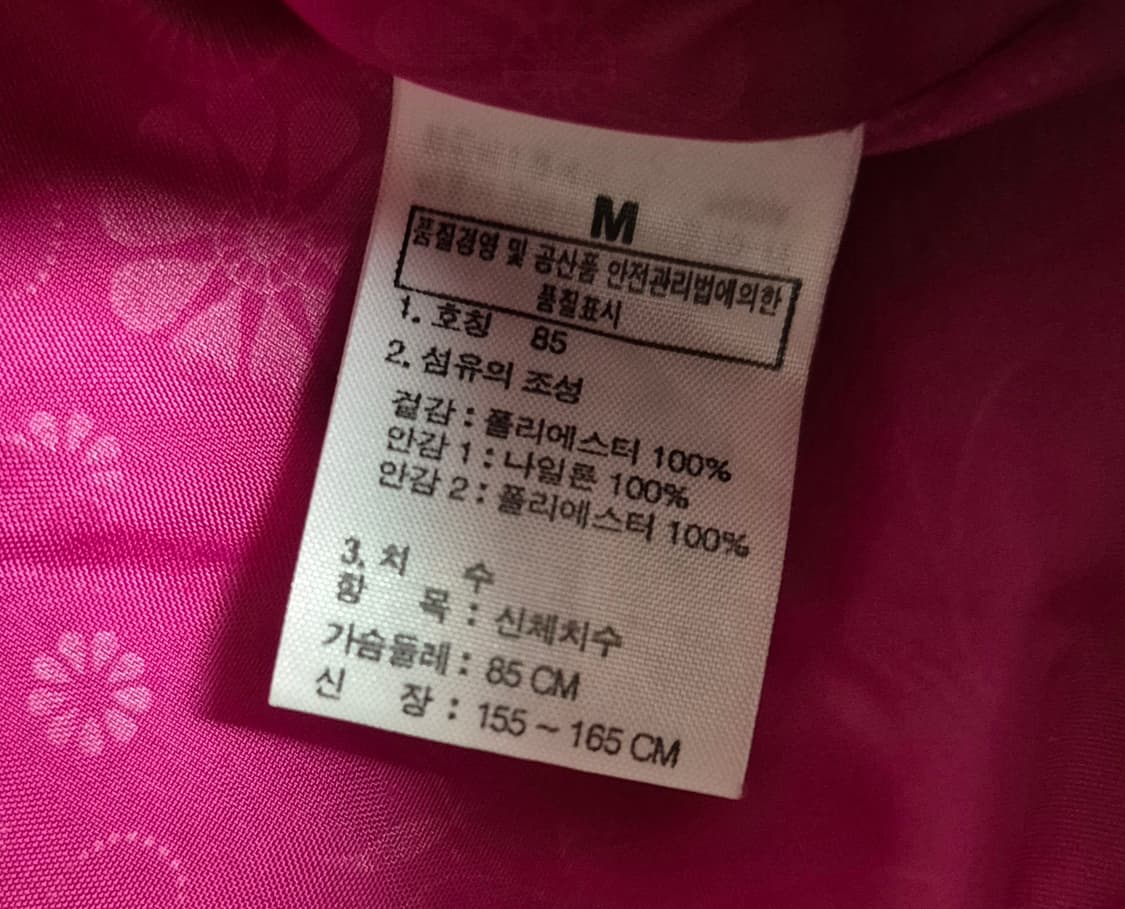 M
품질경영 및 공산품 안전관리법에의한
품질표시
1. 호칭 85
2. 섬유의 조성
겉감 : 폴리에스터 100%
안감 1 : 나일론 100%
안감 2 : 폴리에스터 100%
3. 치 수
항 목 : 신체치수
가슴둘레 : 85 CM
신 장 : 155 ~ 165 CM